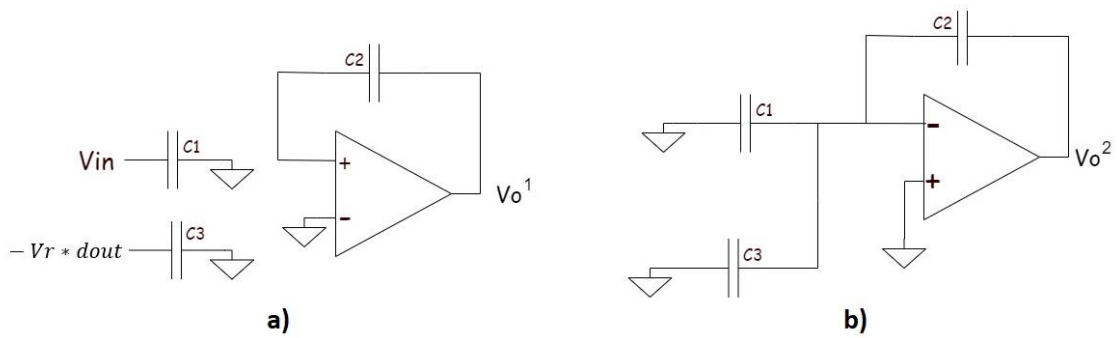 C2
Vin
C1
+
-
Vo¹
-Vr * dout
C3
a)
C2
C1
-
+
Vo²
C3
b)